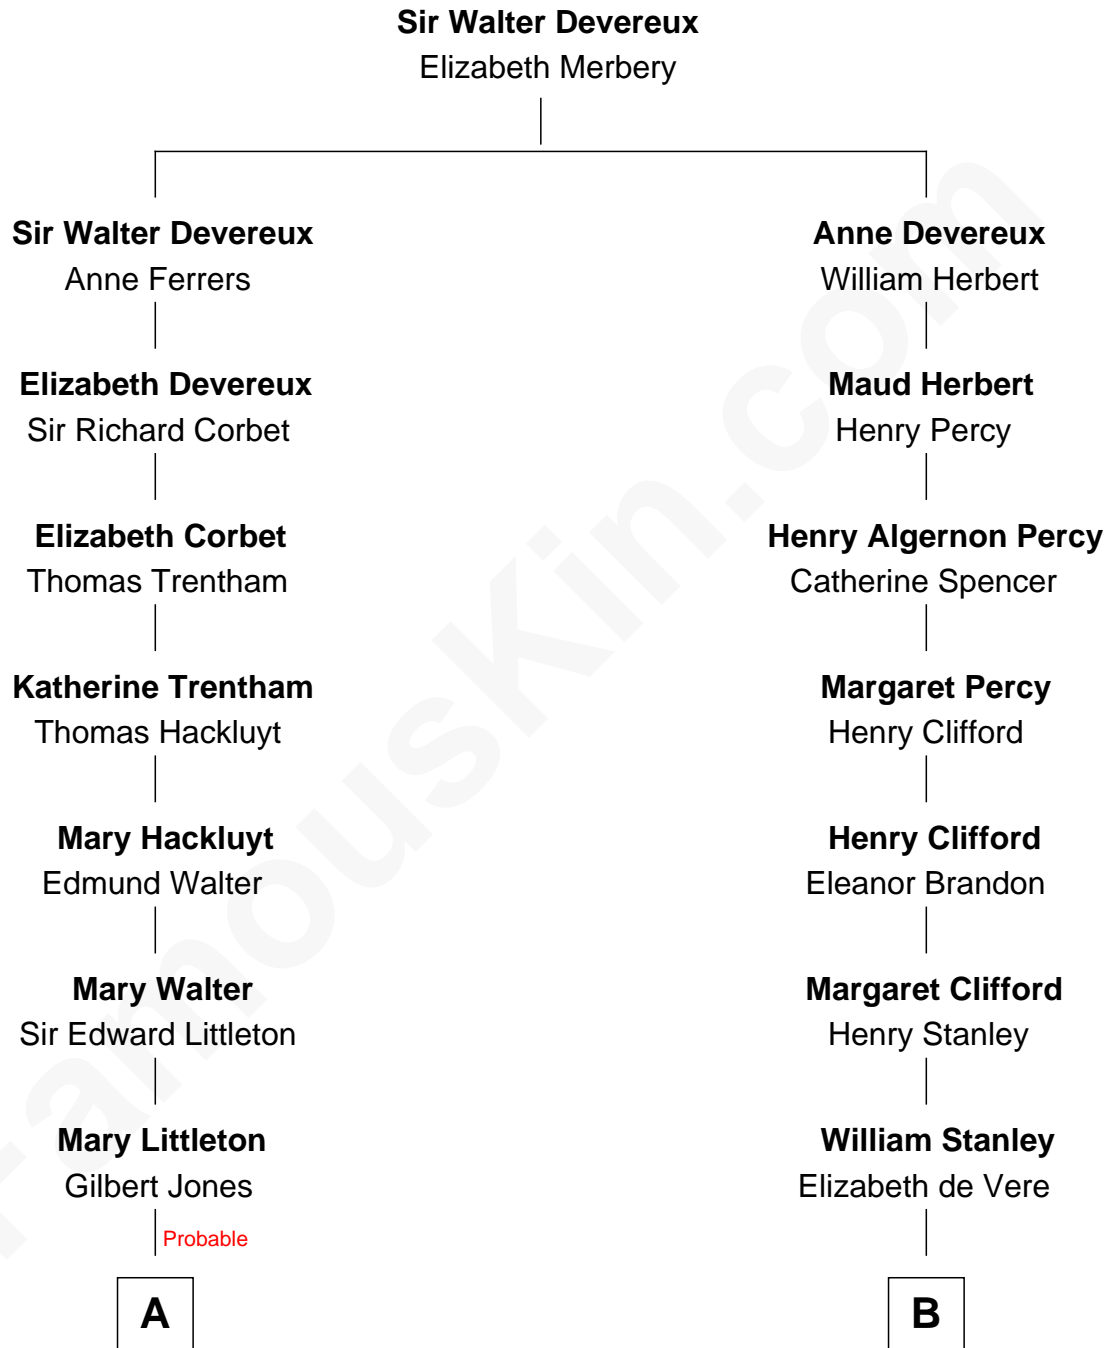 Sir Walter Devereux
Elizabeth Merbery
Sir Walter Devereux
Anne Ferrers
Anne Devereux
William Herbert
Elizabeth Devereux
Sir Richard Corbet
Maud Herbert
Henry Percy
Elizabeth Corbet
Thomas Trentham
Henry Algernon Percy
Catherine Spencer
Katherine Trentham
Thomas Hackluyt
Margaret Percy
Henry Clifford
Mary Hackluyt
Edmund Walter
Henry Clifford
Eleanor Brandon
Mary Walter
Sir Edward Littleton
Margaret Clifford
Henry Stanley
Mary Littleton
Gilbert Jones
William Stanley
Elizabeth de Vere
Probable
A
B
FamousKin.com